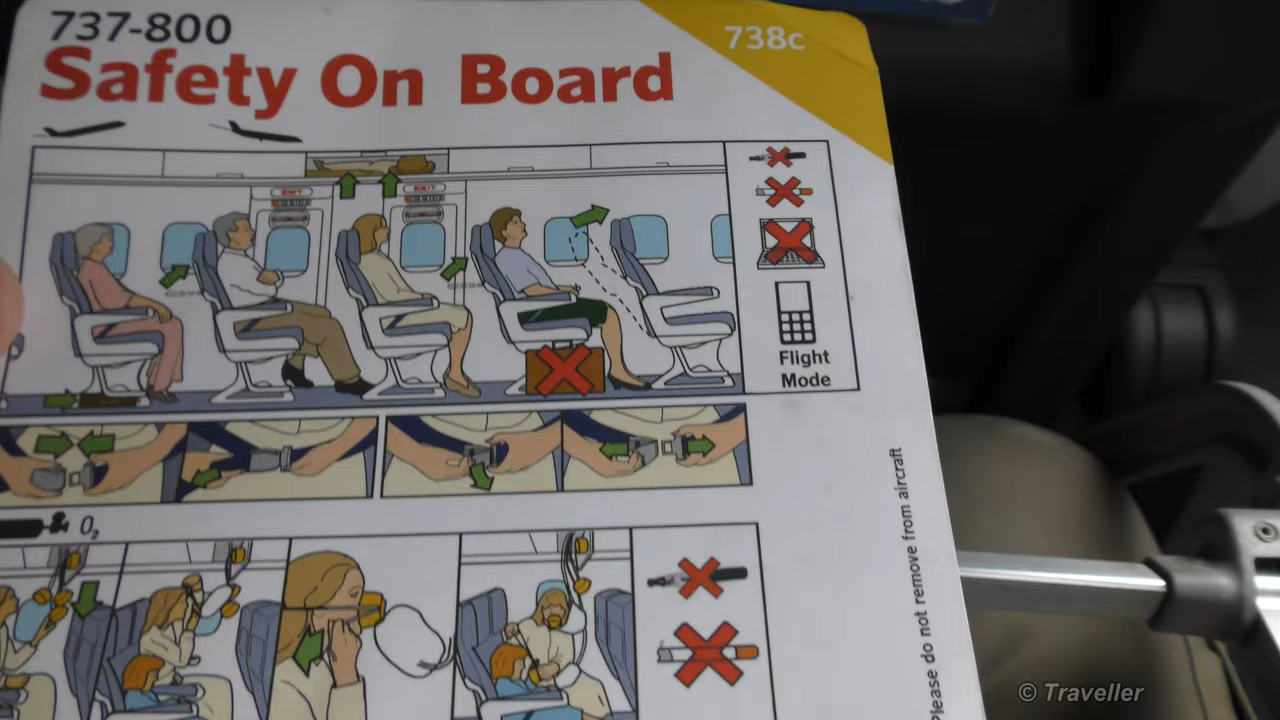 737-800
738c
Safety On Board
EXIT
EXIT
Flight
Mode
O₂
Please do not remove from aircraft
© Traveller